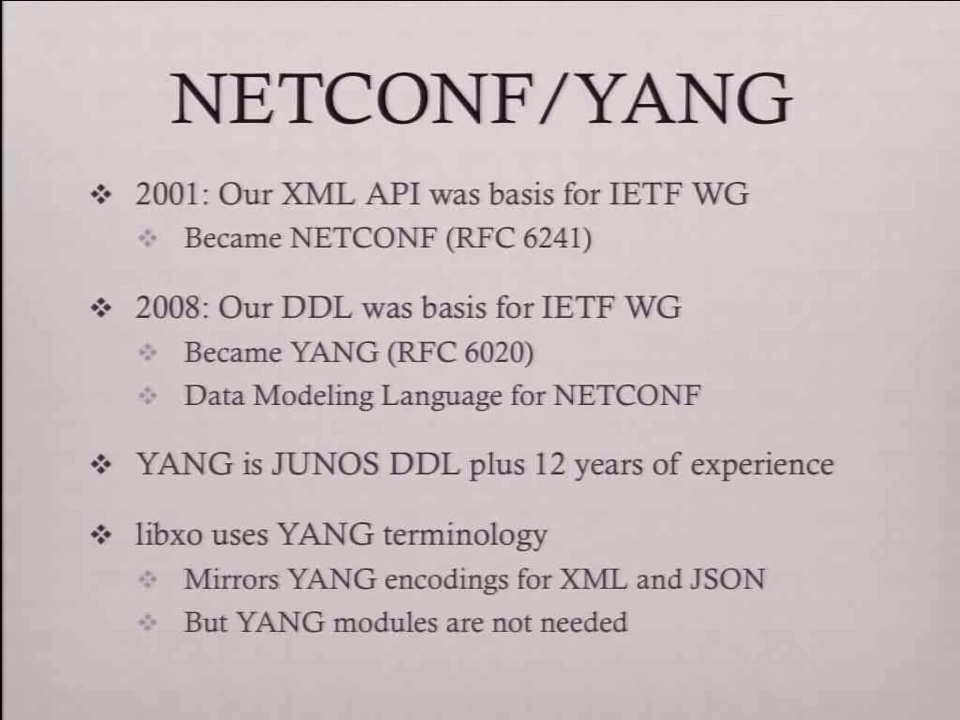 NETCONF/YANG
2001: Our XML API was basis for IETF WG
Became NETCONF (RFC 6241)
2008: Our DDL was basis for IETF WG
Became YANG (RFC 6020)
Data Modeling Language for NETCONF
YANG is JUNOS DDL plus 12 years of experience
libxo uses YANG terminology
Mirrors YANG encodings for XML and JSON
But YANG modules are not needed